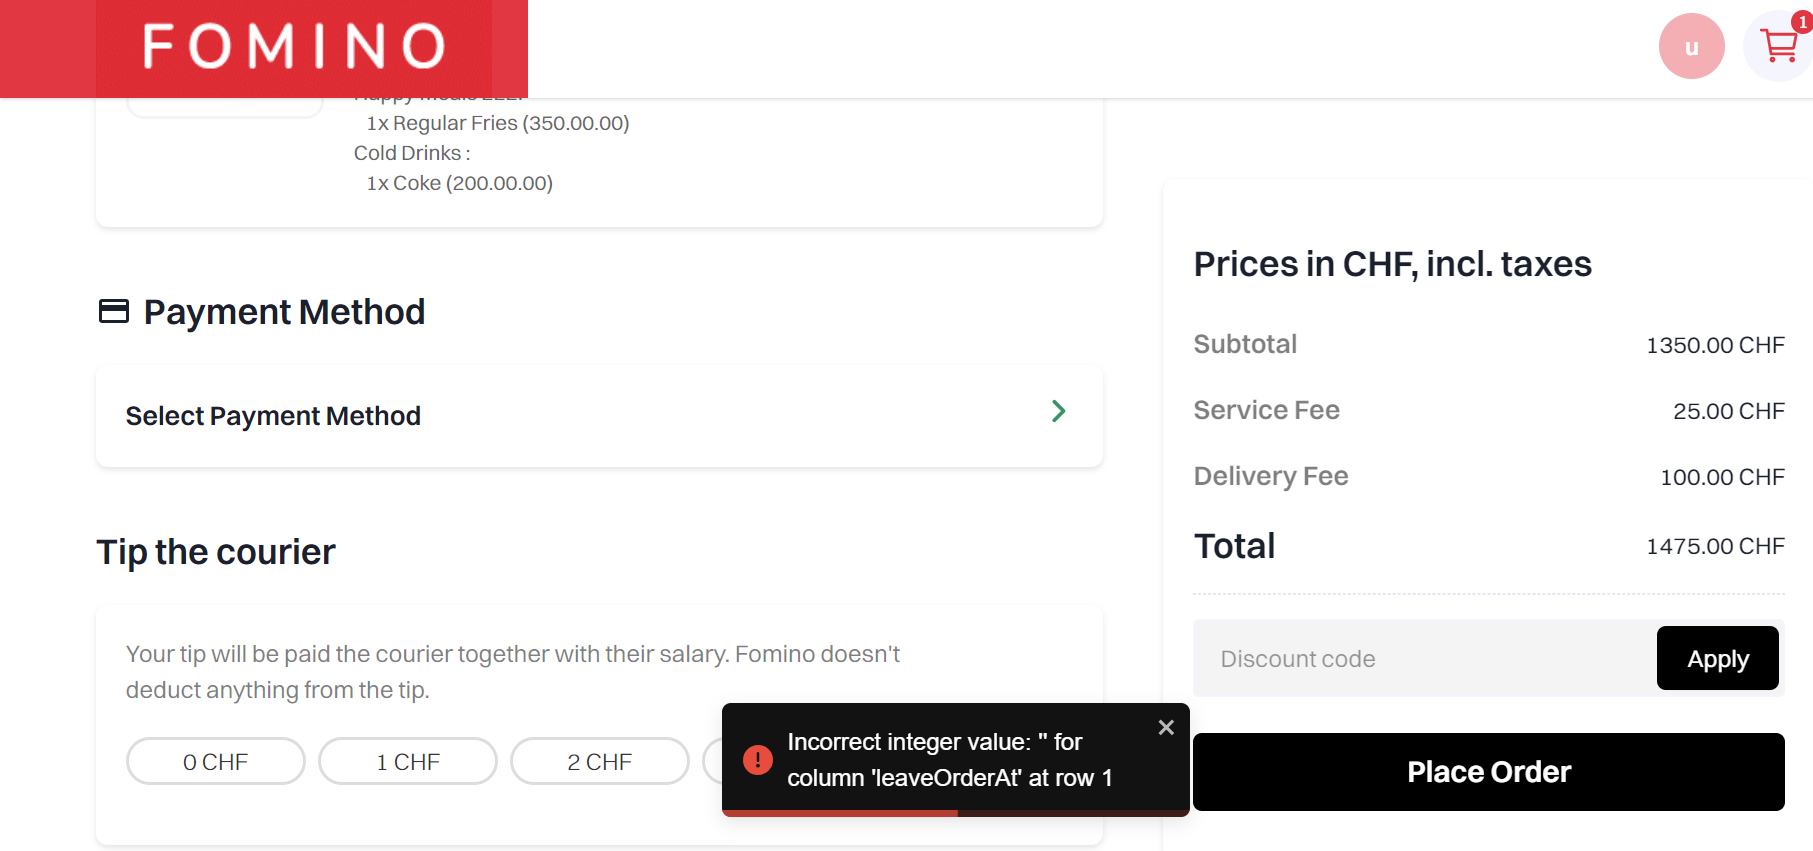 FOMINO
u
1
1x Regular Fries (350.00.00)
Cold Drinks :
1x Coke (200.00.00)
Payment Method
Select Payment Method
Tip the courier
Your tip will be paid the courier together with their salary. Fomino doesn't
deduct anything from the tip.
0 CHF
1 CHF
2 CHF
Prices in CHF, incl. taxes
Subtotal 1350.00 CHF
Service Fee 25.00 CHF
Delivery Fee 100.00 CHF
Total 1475.00 CHF
Discount code
Apply
Place Order
Incorrect integer value: '' for
column 'leaveOrderAt' at row 1